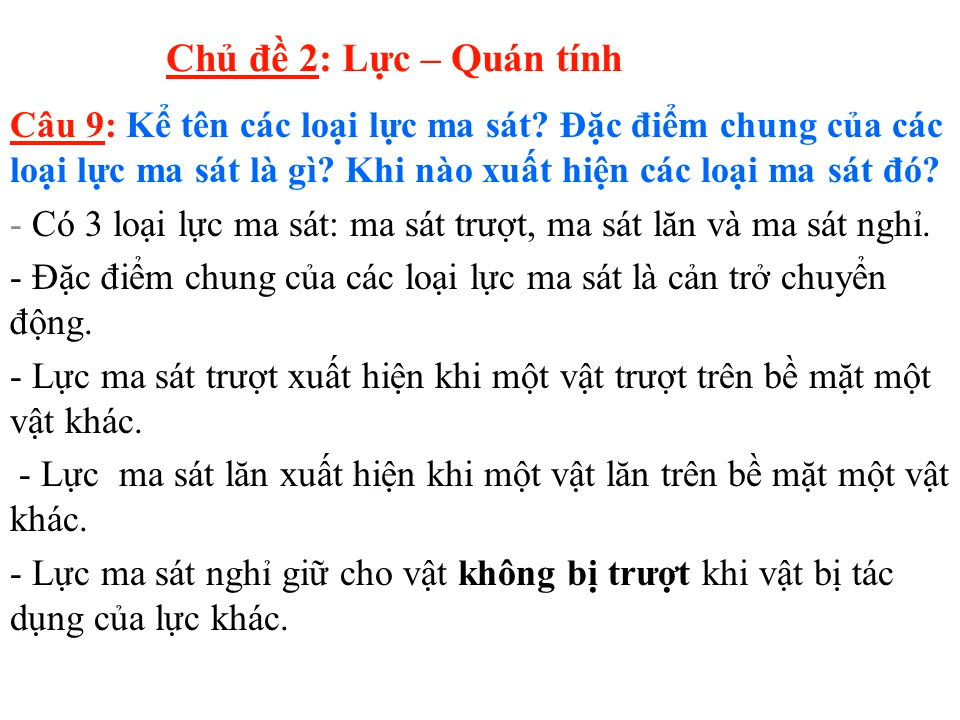 Chủ đề 2: Lực – Quán tính
Câu 9: Kể tên các loại lực ma sát? Đặc điểm chung của các
loại lực ma sát là gì? Khi nào xuất hiện các loại ma sát đó?
- Có 3 loại lực ma sát: ma sát trượt, ma sát lăn và ma sát nghỉ.
- Đặc điểm chung của các loại lực ma sát là cản trở chuyển
động.
- Lực ma sát trượt xuất hiện khi một vật trượt trên bề mặt một
vật khác.
- Lực  ma sát lăn xuất hiện khi một vật lăn trên bề mặt một vật
khác.
- Lực ma sát nghỉ giữ cho vật không bị trượt khi vật bị tác
dụng của lực khác.